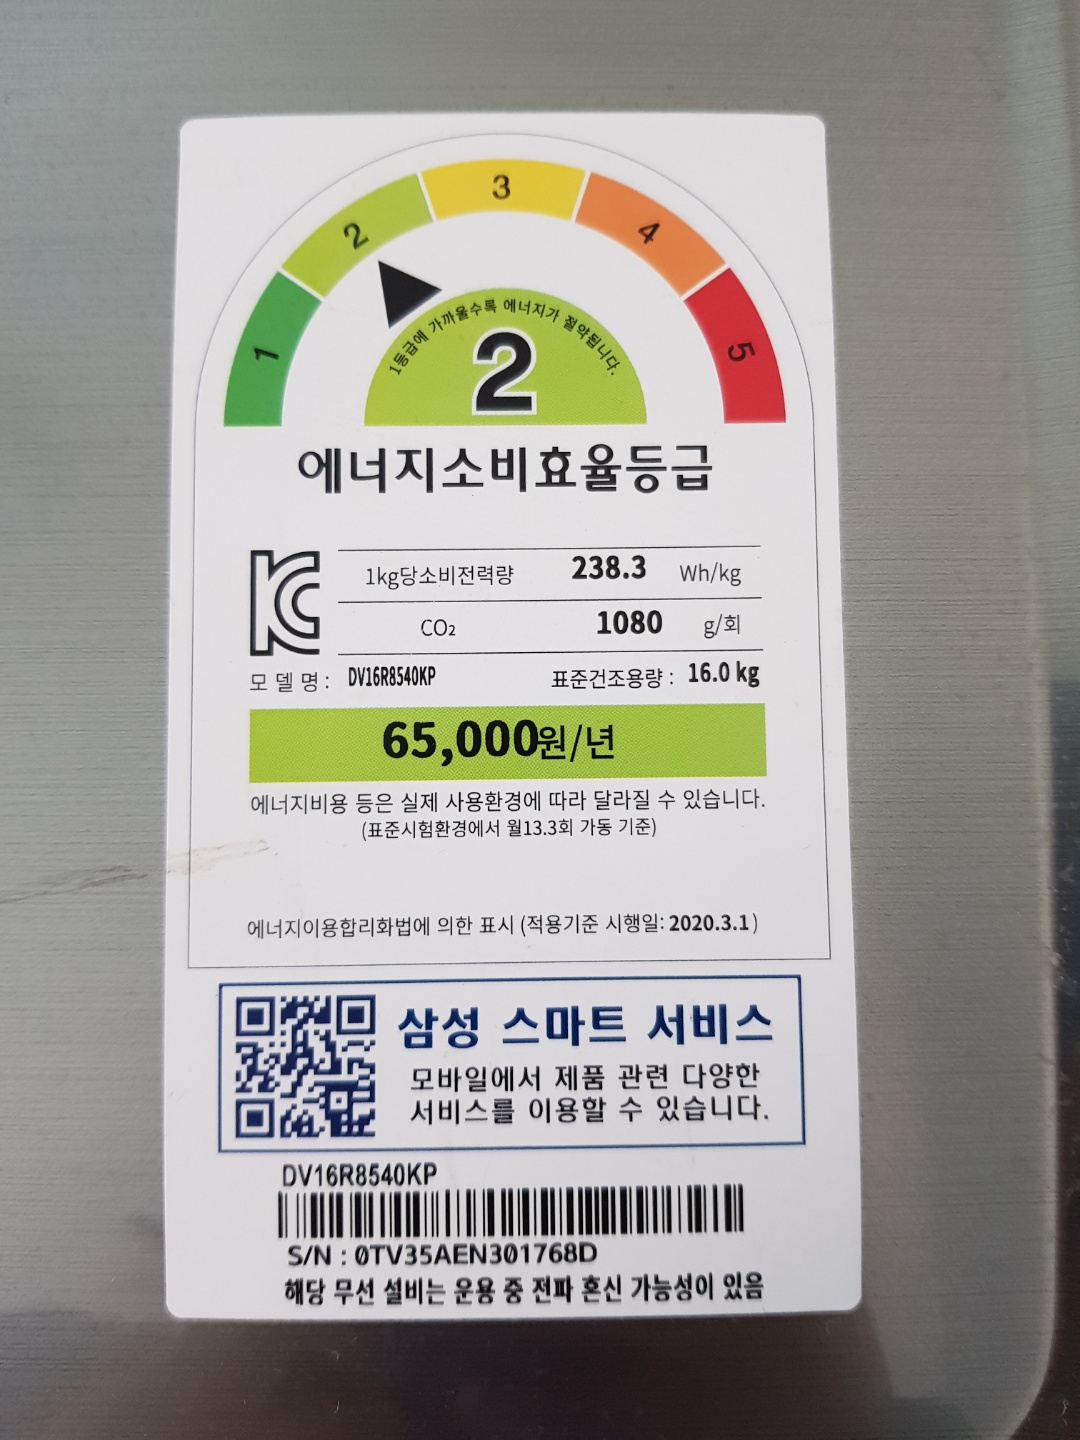 1 2 3 4 5
1등급에 가까울수록 에너지가 절약됩니다.
2
에너지소비효율등급
1kg당소비전력량 238.3 Wh/kg
CO₂ 1080 g/회
모델명: DV16R8540KP 표준건조용량: 16.0 kg
65,000원/년
에너지비용 등은 실제 사용환경에 따라 달라질 수 있습니다.
(표준시험환경에서 월13.3회 가동 기준)
에너지이용합리화법에 의한 표시 (적용기준 시행일: 2020.3.1)
삼성 스마트 서비스
모바일에서 제품 관련 다양한
서비스를 이용할 수 있습니다.
DV16R8540KP
S/N : 0TV35AEN301768D
해당 무선 설비는 운용 중 전파 혼신 가능성이 있음